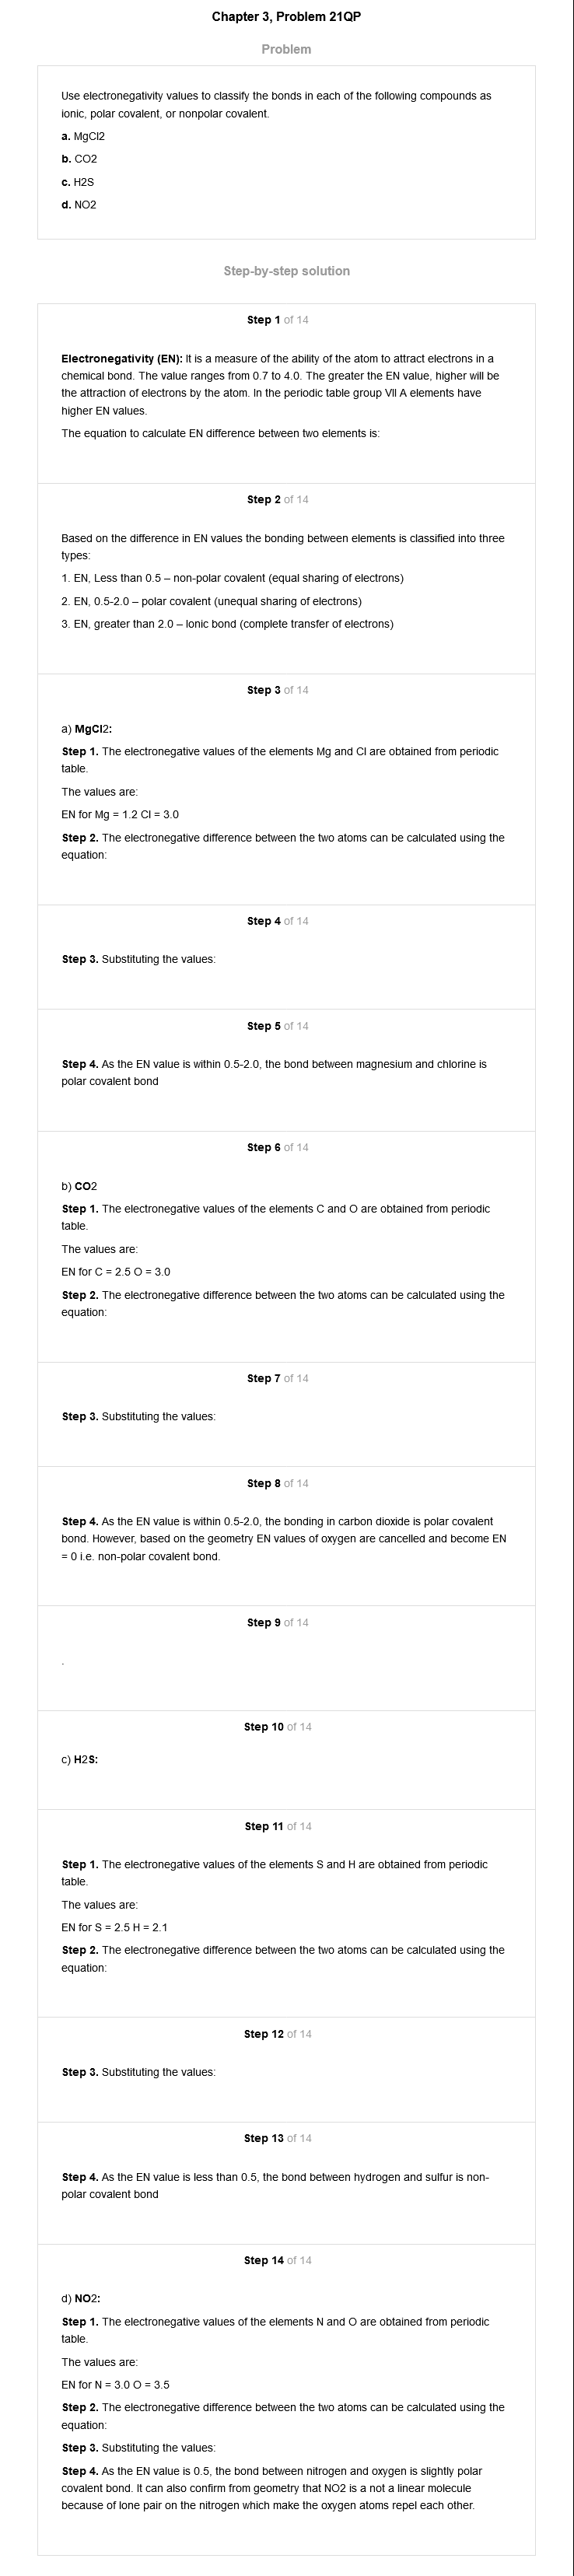 Chapter 3, Problem 21QP
Problem
Use electronegativity values to classify the bonds in each of the following compounds as
ionic, polar covalent, or nonpolar covalent.
a. MgCl2
b. CO2
c. H2S
d. NO2
Step-by-step solution
Step 1 of 14
Electronegativity (EN): It is a measure of the ability of the atom to attract electrons in a
chemical bond. The value ranges from 0.7 to 4.0. The greater the EN value, higher will be
the attraction of electrons by the atom. In the periodic table group VII A elements have
higher EN values.
The equation to calculate EN difference between two elements is:
Step 2 of 14
Based on the difference in EN values the bonding between elements is classified into three
types:
1. EN, Less than 0.5 – non-polar covalent (equal sharing of electrons)
2. EN, 0.5-2.0 – polar covalent (unequal sharing of electrons)
3. EN, greater than 2.0 – Ionic bond (complete transfer of electrons)
Step 3 of 14
a) MgCl2:
Step 1. The electronegative values of the elements Mg and Cl are obtained from periodic
table.
The values are:
EN for Mg = 1.2 Cl = 3.0
Step 2. The electronegative difference between the two atoms can be calculated using the
equation:
Step 4 of 14
Step 3. Substituting the values:
Step 5 of 14
Step 4. As the EN value is within 0.5-2.0, the bond between magnesium and chlorine is
polar covalent bond
Step 6 of 14
b) CO2
Step 1. The electronegative values of the elements C and O are obtained from periodic
table.
The values are:
EN for C = 2.5 O = 3.0
Step 2. The electronegative difference between the two atoms can be calculated using the
equation:
Step 7 of 14
Step 3. Substituting the values:
Step 8 of 14
Step 4. As the EN value is within 0.5-2.0, the bonding in carbon dioxide is polar covalent
bond. However, based on the geometry EN values of oxygen are cancelled and become EN
= 0 i.e. non-polar covalent bond.
Step 9 of 14
.
Step 10 of 14
c) H2S:
Step 11 of 14
Step 1. The electronegative values of the elements S and H are obtained from periodic
table.
The values are:
EN for S = 2.5 H = 2.1
Step 2. The electronegative difference between the two atoms can be calculated using the
equation:
Step 12 of 14
Step 3. Substituting the values:
Step 13 of 14
Step 4. As the EN value is less than 0.5, the bond between hydrogen and sulfur is non-
polar covalent bond
Step 14 of 14
d) NO2:
Step 1. The electronegative values of the elements N and O are obtained from periodic
table.
The values are:
EN for N = 3.0 O = 3.5
Step 2. The electronegative difference between the two atoms can be calculated using the
equation:
Step 3. Substituting the values:
Step 4. As the EN value is 0.5, the bond between nitrogen and oxygen is slightly polar
covalent bond. It can also confirm from geometry that NO2 is a not a linear molecule
because of lone pair on the nitrogen which make the oxygen atoms repel each other.